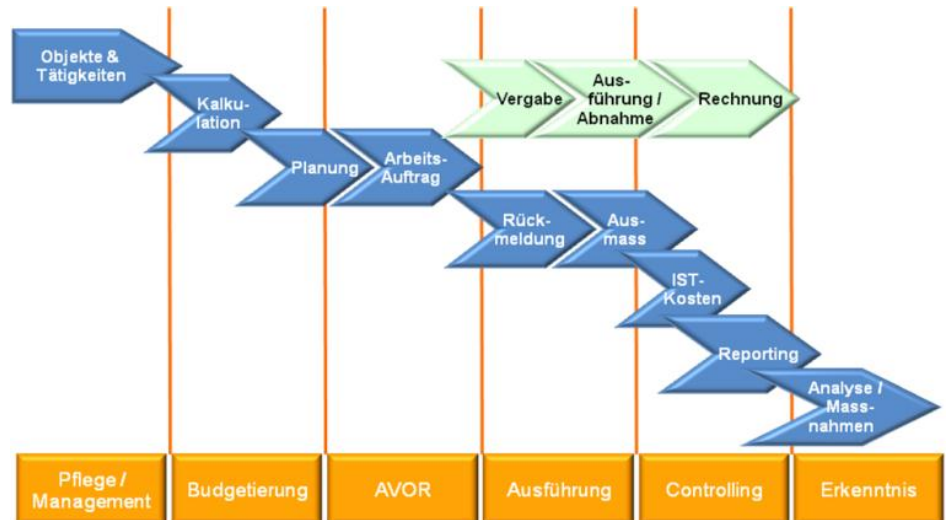 Objekte &
Tätigkeiten
Kalku-
lation
Planung
Arbeits-
Auftrag
Vergabe
Aus-
führung /
Abnahme
Rechnung
Rück-
meldung
Aus-
mass
IST-
Kosten
Reporting
Analyse /
Mass-
nahmen
Pflege /
Management
Budgetierung
AVOR
Ausführung
Controlling
Erkenntnis